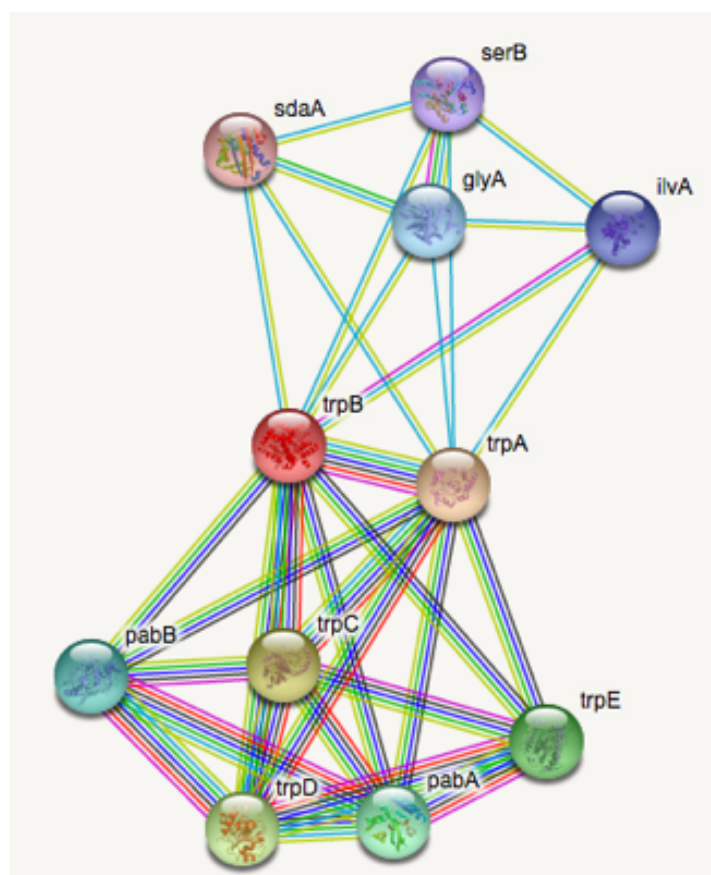 serB
sdaA
glyA
ilvA
trpB
trpA
trpC
pabB
trpE
trpD
pabA